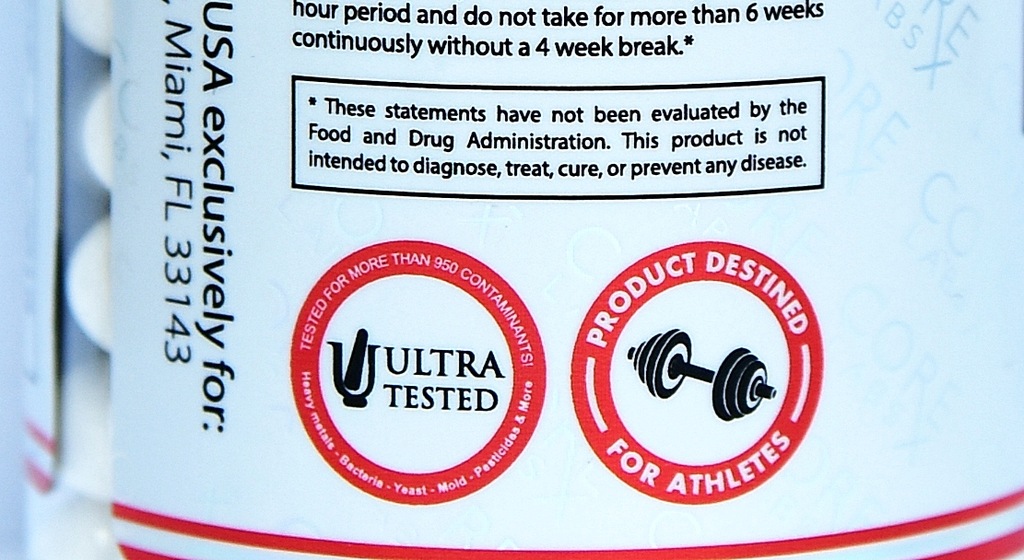 hour period and do not take for more than 6 weeks
continuously without a 4 week break.*
* These statements have not been evaluated by the
Food and Drug Administration. This product is not
intended to diagnose, treat, cure, or prevent any disease.
USA exclusively for:
, Miami, FL 33143
TESTED FOR MORE THAN 950 CONTAMINANTS!
ULTRA
TESTED
Heavy metals - Bacteria - Yeast - Mold - Pesticides & More
PRODUCT DESTINED
FOR ATHLETES